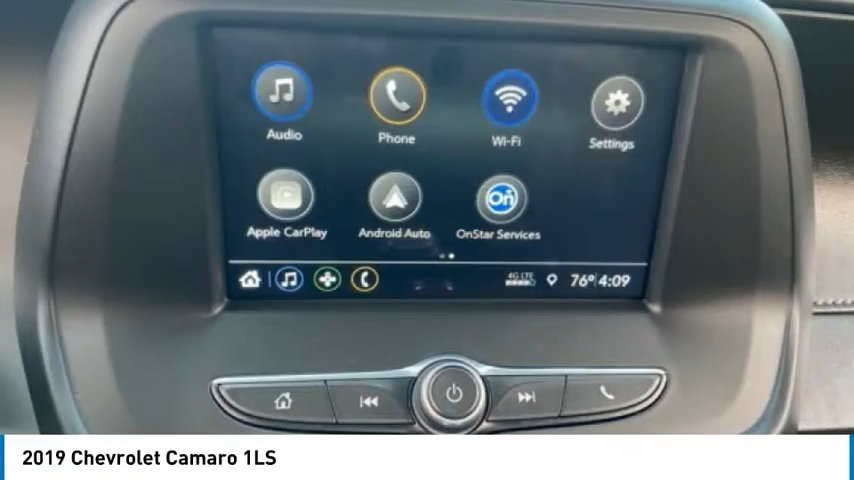 Audio Phone Wi-Fi Settings
Apple CarPlay Android Auto On OnStar Services
4G LTE 76° 4:09
2019 Chevrolet Camaro 1LS